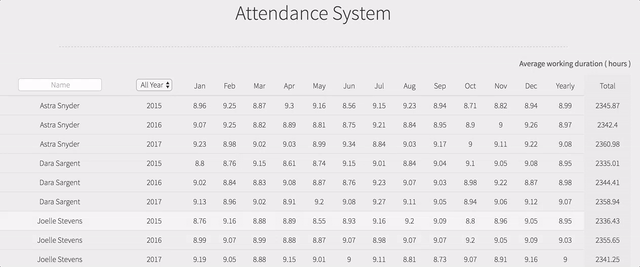 Attendance System
Average working duration ( hours )
Name All Year Jan Feb Mar Apr May Jun Jul Aug Sep Oct Nov Dec Yearly Total
Astra Snyder 2015 8.96 9.25 8.87 9.3 9.16 8.56 9.15 9.23 8.94 8.71 8.82 8.94 8.99 2345.87
Astra Snyder 2016 9.07 9.25 8.82 8.89 8.81 8.75 9.21 8.84 8.95 8.9 9 9.26 8.97 2342.4
Astra Snyder 2017 9.23 8.98 9.02 9.03 8.99 9.34 8.84 9.03 9.17 9 9.11 9.22 9.08 2360.98
Dara Sargent 2015 8.8 8.76 9.15 8.61 8.74 9.15 9.01 8.84 9.04 9.1 9.05 9.08 8.95 2335.01
Dara Sargent 2016 9.02 8.84 8.83 9.08 8.87 8.76 9.23 9.07 9.03 8.98 9.22 8.87 8.98 2344.41
Dara Sargent 2017 9.13 8.96 9.02 8.91 9.2 9.08 9.27 9.11 9.05 8.94 9.06 9.12 9.07 2358.94
Joelle Stevens 2015 8.76 9.16 8.88 8.89 8.55 8.93 9.16 9.2 9.09 8.8 8.96 9.05 8.95 2336.43
Joelle Stevens 2016 8.99 9.07 8.99 8.88 8.87 9.07 8.98 9.07 9.07 9.2 9.05 9.09 9.03 2355.65
Joelle Stevens 2017 9.19 9.05 8.88 9.15 9.01 9 9.11 8.81 8.73 9.07 8.91 9.16 9 2341.25